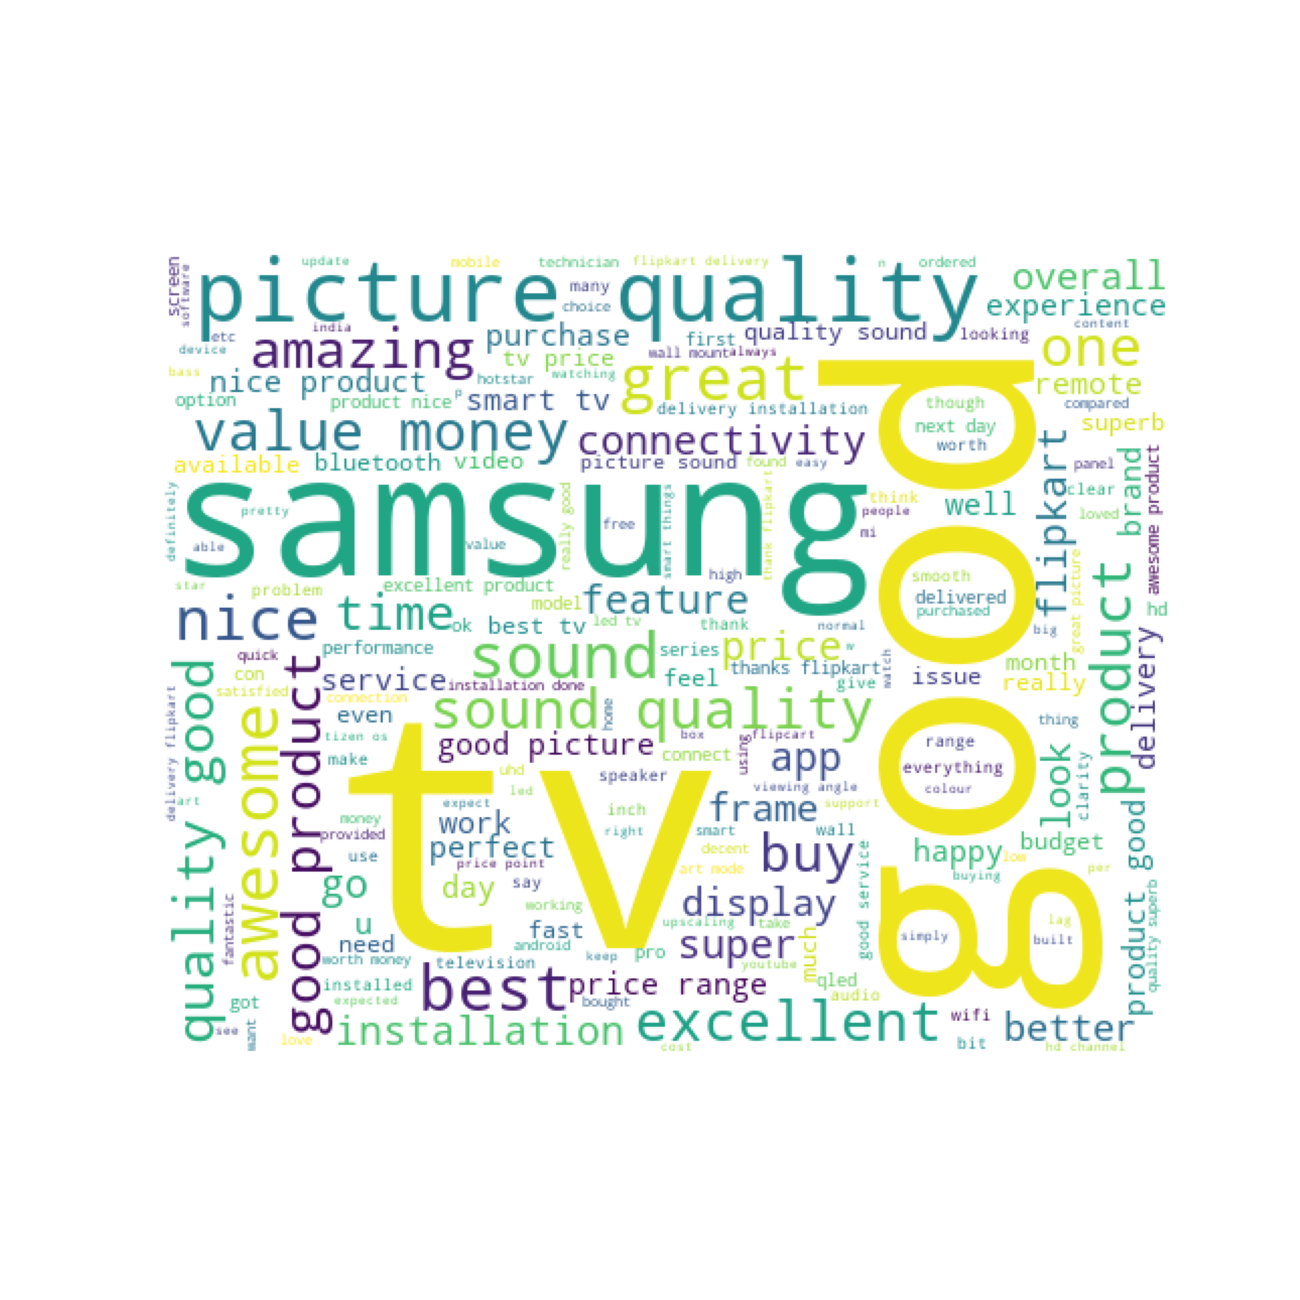 screen
software
update
mobile
technician
flipkart delivery
n
ordered
picture quality
many
choice
overall
experience
etc
india
device
amazing
purchase
first
quality sound
looking
content
wall mount
always
one
tv price
bass
nice product
hotstar
watching
great
remote
option
product nice
p
smart tv
delivery installation
though
compared
value money
connectivity
next day
superb
worth
available
bluetooth
video
picture sound
found
easy
panel
flipkart
brand
awesome product
definitely
samsung
good
pretty
able
really good
free
smart things
thank flipkart
think
people
well
clear
loved
mi
value
high
star
problem
excellent product
model
feature
smooth
delivered
purchased
great picture
product
hd
nice
time
ok
best tv
led tv
thank
normal
big
quick
performance
sound
series
price
w
con
service
installation done
feel
thanks flipkart
give
watch
issue
month
really
delivery
satisfied
connection
sound quality
quality good
delivery flipkart
awesome
good product
even
tizen os
home
box
flipcart
thing
make
good picture
connect
using
app
range
everything
colour
look
clarity
tv
uhd
led
speaker
viewing angle
art
expect
inch
frame
support
money
provided
work
right
smart
wall
product good
use
perfect
price point
decent
art mode
buy
happy
low
budget
buying
per
go
day
say
display
good service
quality superb
fantastic
u
working
upscaling
take
lag
need
fast
android
keep
pro
super
much
simply
built
worth money
television
youtube
installed
best
price range
qled
audio
got
expected
bought
see
want
love
installation
excellent
wifi
better
cost
bit
hd channel